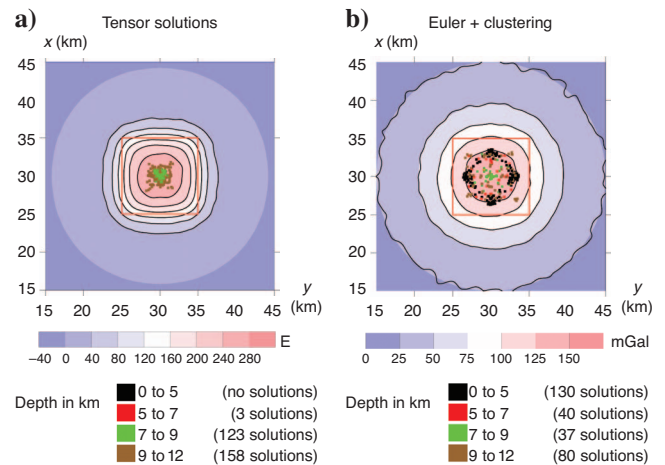 a) Tensor solutions
x (km)
45
40
35
30
25
20
15
15 20 25 30 35 40 45
y
(km)
–40 0 40 80 120 160 200 240 280 E
Depth in km
0 to 5 (no solutions)
5 to 7 (3 solutions)
7 to 9 (123 solutions)
9 to 12 (158 solutions)
b) Euler + clustering
x (km)
45
40
35
30
25
20
15
15 20 25 30 35 40 45
y
(km)
0 25 50 75 100 125 150 mGal
Depth in km
0 to 5 (130 solutions)
5 to 7 (40 solutions)
7 to 9 (37 solutions)
9 to 12 (80 solutions)